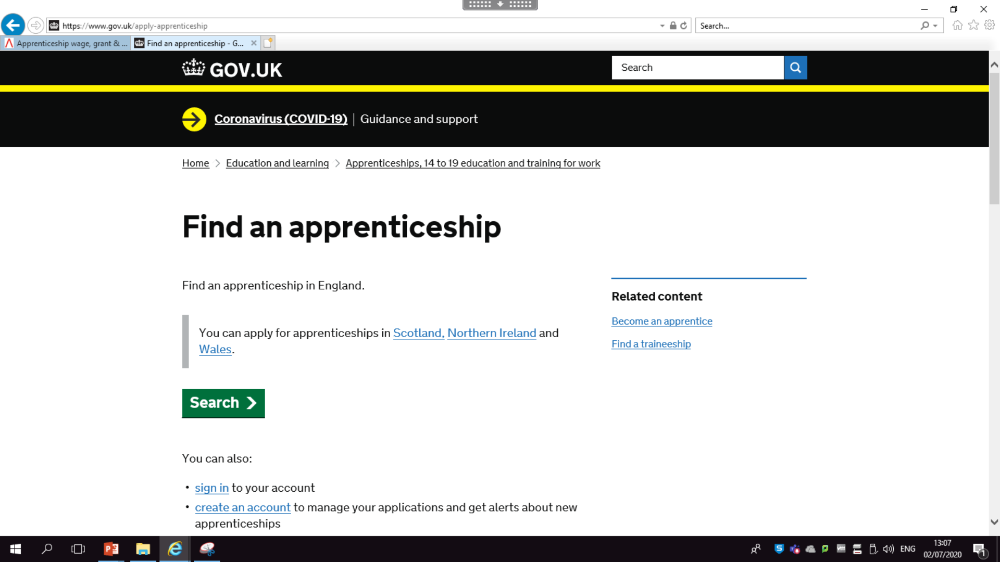 https://www.gov.uk/apply-apprenticeship
Search...
Apprenticeship wage, grant & ...
Find an apprenticeship - G...
GOV.UK
Search
Coronavirus (COVID-19) | Guidance and support
Home > Education and learning > Apprenticeships, 14 to 19 education and training for work
Find an apprenticeship
Find an apprenticeship in England.
You can apply for apprenticeships in Scotland, Northern Ireland and
Wales.
Search
You can also:
• sign in to your account
• create an account to manage your applications and get alerts about new
apprenticeships
Related content
Become an apprentice
Find a traineeship
ENG
13:07
02/07/2020
1